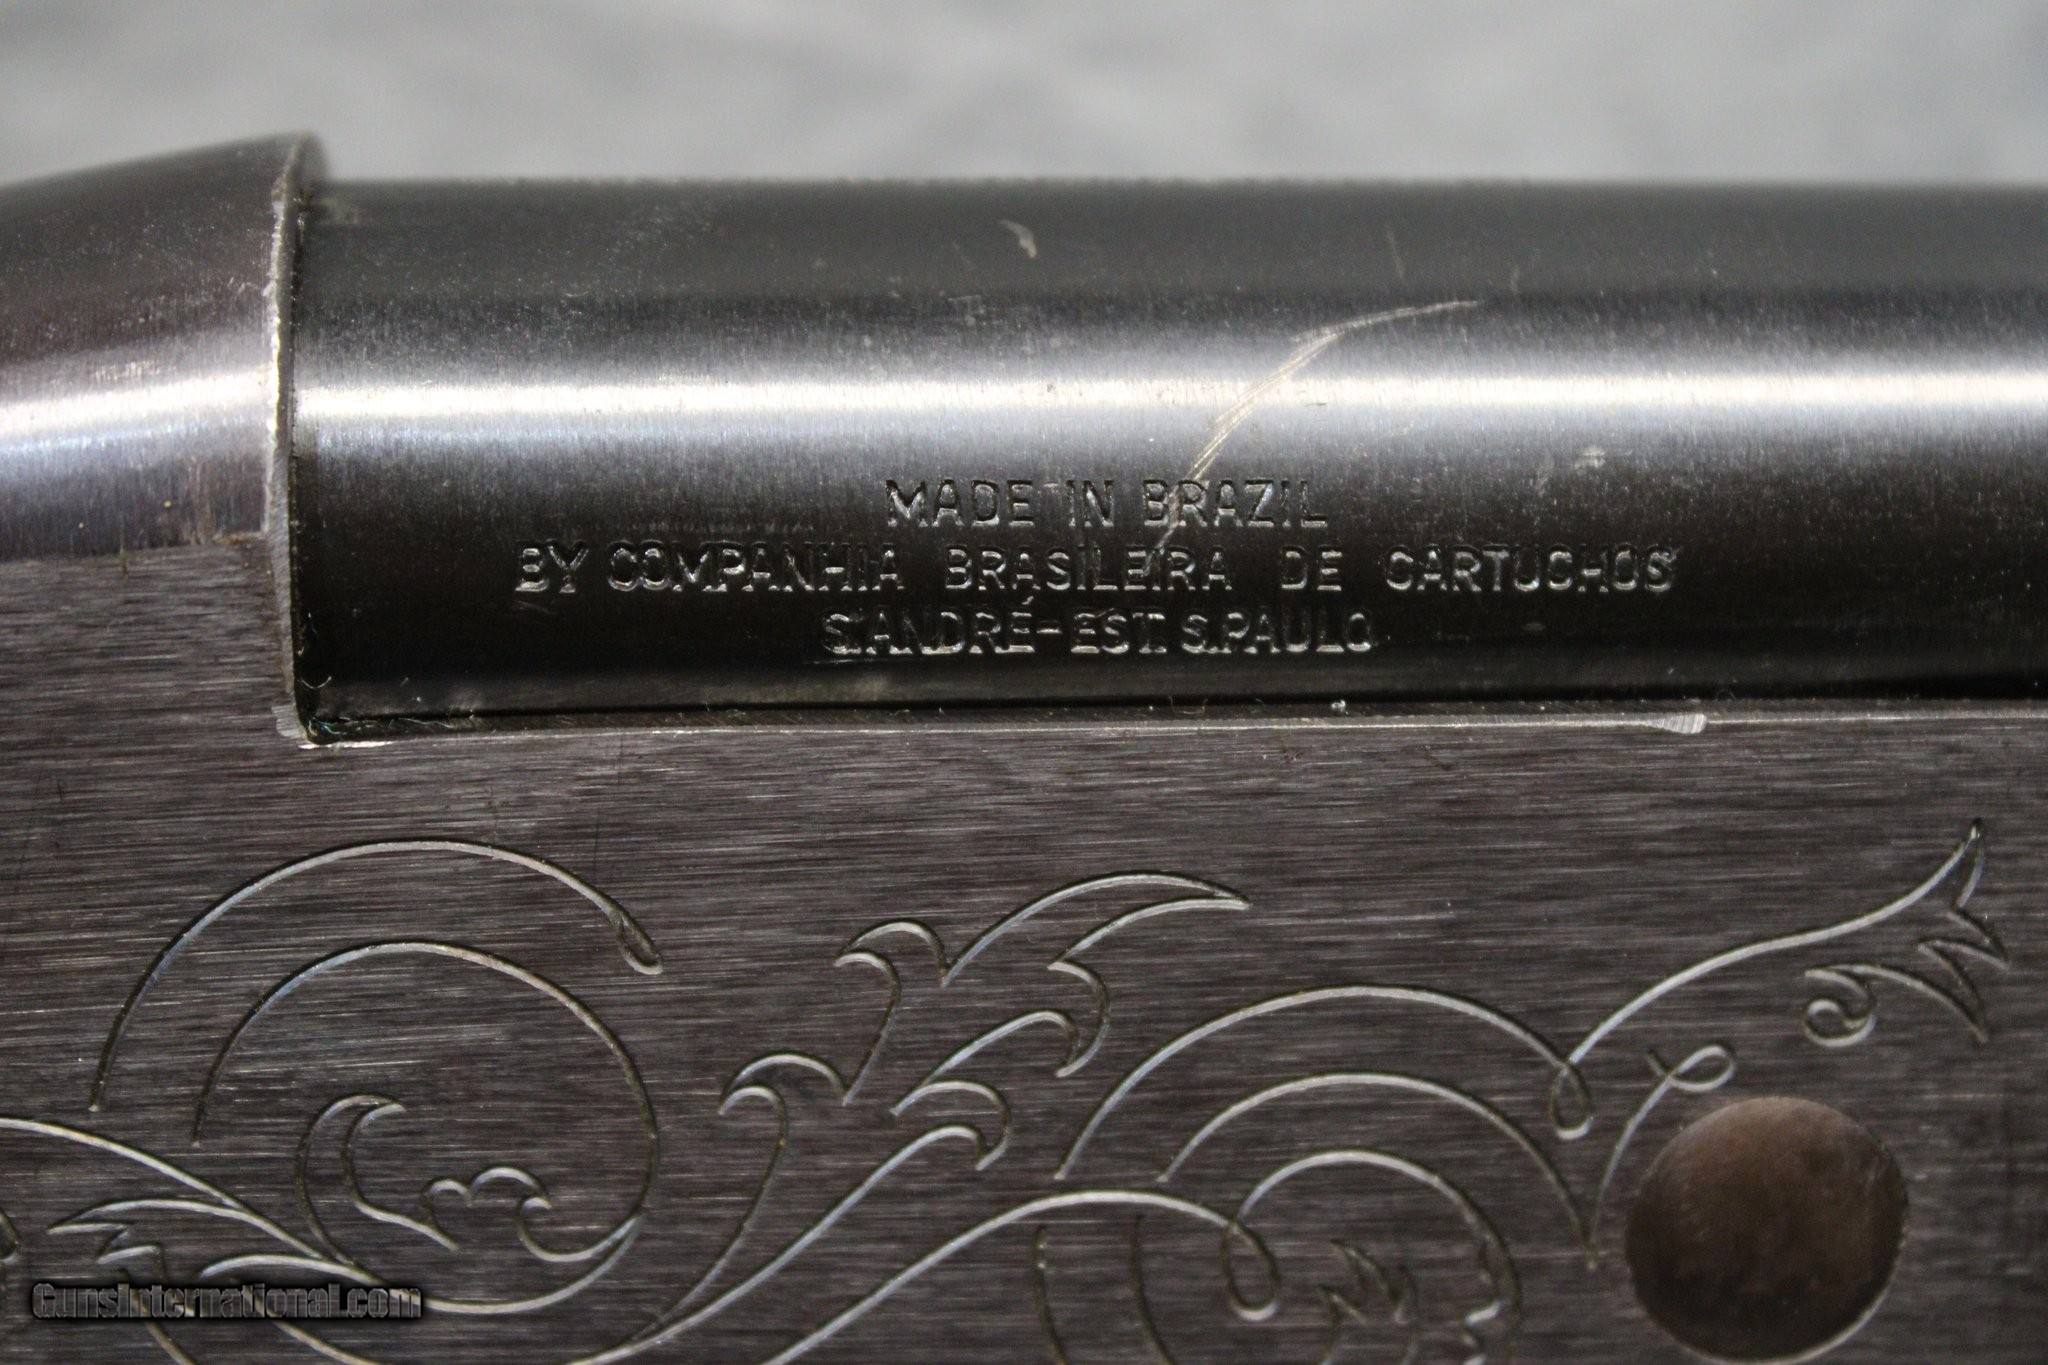 MADE IN BRAZIL
BY COMPANHIA BRASILEIRA DE CARTUCHOS
S.ANDRÉ-EST. S.PAULO
GunsInternational.com